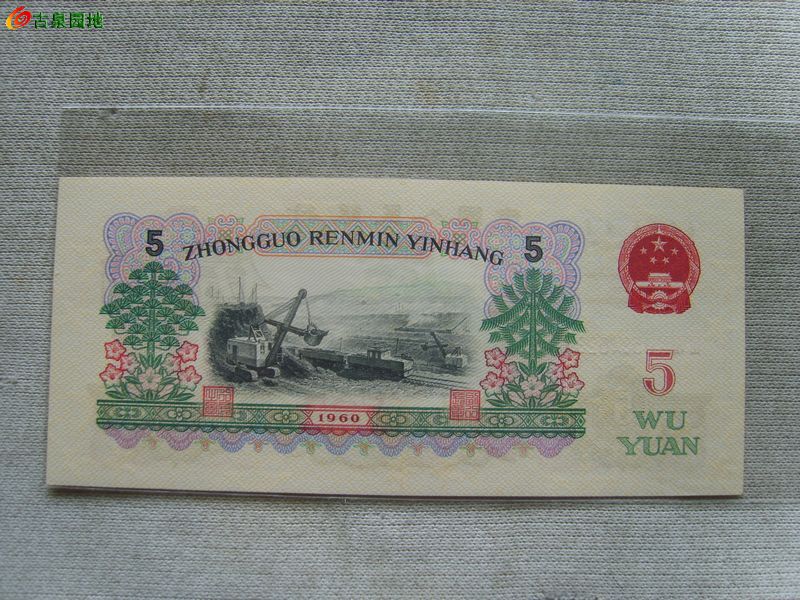 古泉园地
5 ZHONGGUO RENMIN YINHANG 5
1960
5
WU
YUAN